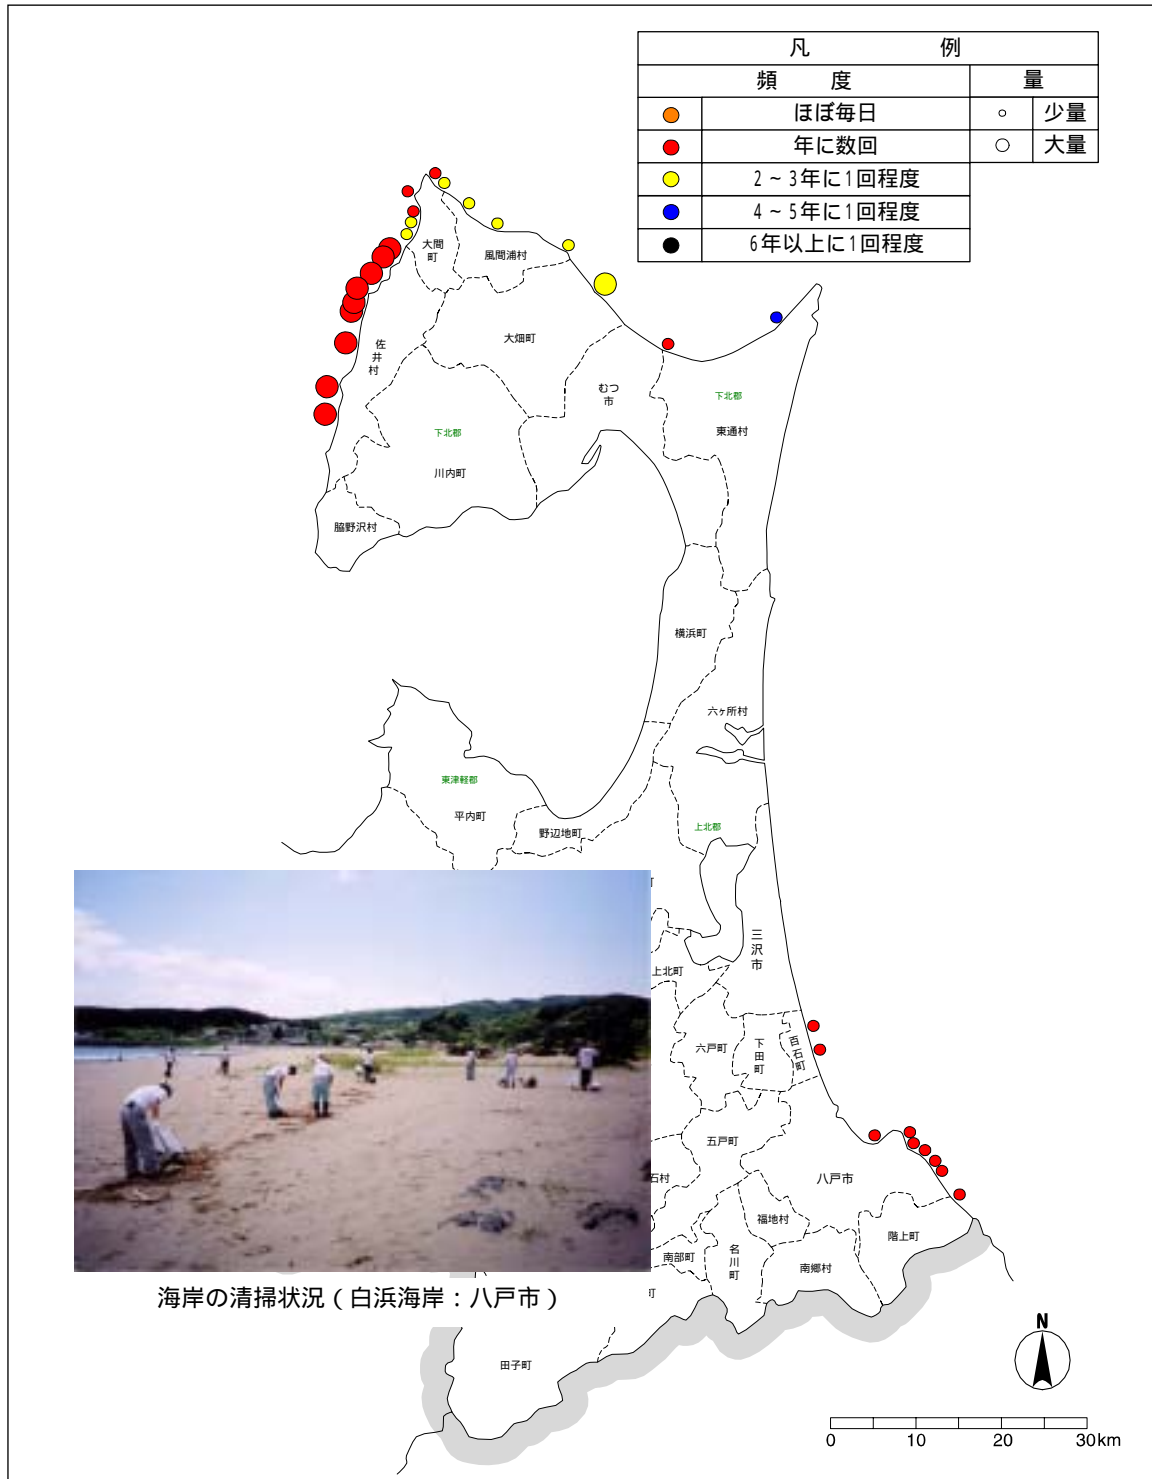 凡 例
頻 度 量
ほぼ毎日 少量
年に数回 大量
2~3年に1回程度
4~5年に1回程度
6年以上に1回程度
大間町
風間浦村
大畑町
佐井村
むつ市
下北郡
東通村
下北郡
川内町
脇野沢村
横浜町
六ヶ所村
東津軽郡
平内町
野辺地町
上北郡
町
三沢市
上北町
六戸町
下田町
百石町
五戸町
石村
八戸市
福地村
階上町
南部町
名川町
南郷村
町
海岸の清掃状況(白浜海岸:八戸市)
田子町
N
0 10 20 30km